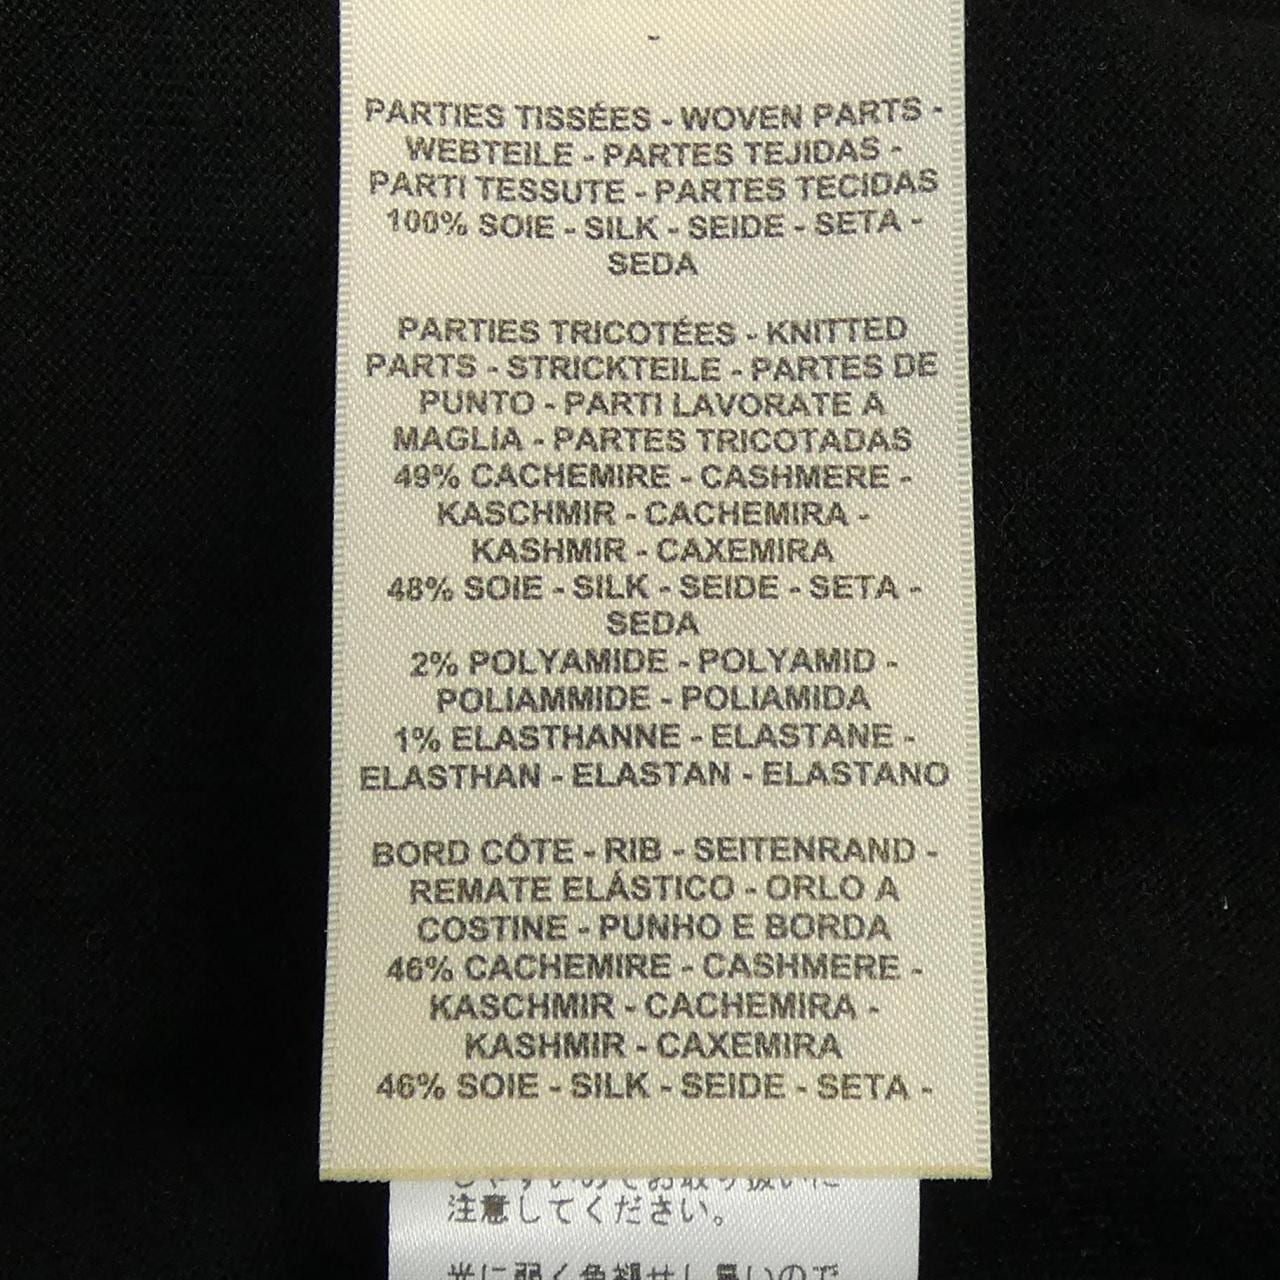 -
PARTIES TISSÉES - WOVEN PARTS -
WEBTEILE - PARTES TEJIDAS -
PARTI TESSUTE - PARTES TECIDAS
100% SOIE - SILK - SEIDE - SETA -
SEDA
PARTIES TRICOTÉES - KNITTED
PARTS - STRICKTEILE - PARTES DE
PUNTO - PARTI LAVORATE A
MAGLIA - PARTES TRICOTADAS
49% CACHEMIRE - CASHMERE -
KASCHMIR - CACHEMIRA -
KASHMIR - CAXEMIRA
48% SOIE - SILK - SEIDE - SETA -
SEDA
2% POLYAMIDE - POLYAMID -
POLIAMMIDE - POLIAMIDA
1% ELASTHANNE - ELASTANE -
ELASTHAN - ELASTAN - ELASTANO
BORD CÔTE - RIB - SEITENRAND -
REMATE ELÁSTICO - ORLO A
COSTINE - PUNHO E BORDA
46% CACHEMIRE - CASHMERE -
KASCHMIR - CACHEMIRA -
KASHMIR - CAXEMIRA
46% SOIE - SILK - SEIDE - SETA -
注意してください。